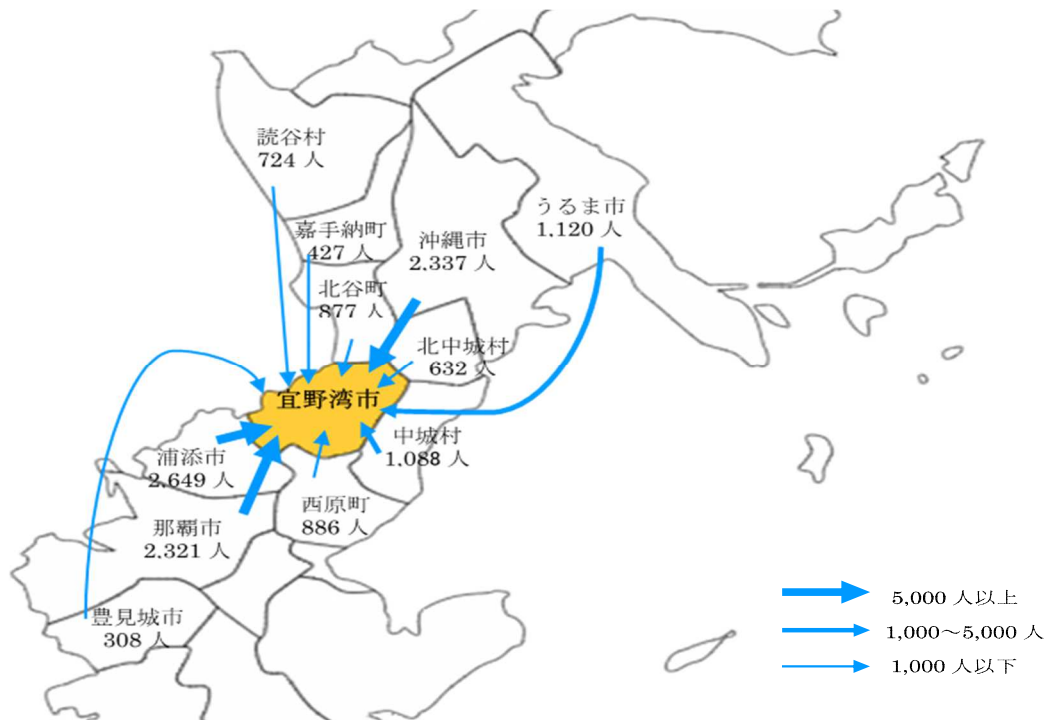 読谷村
724 人
嘉手納町
427 人
沖縄市
2,337 人
うるま市
1,120 人
北谷町
877 人
北中城村
632 人
宜野湾市
中城村
1,088 人
浦添市
2,649 人
西原町
886 人
那覇市
2,321 人
豊見城市
308 人
5,000 人以上
1,000～5,000 人
1,000 人以下